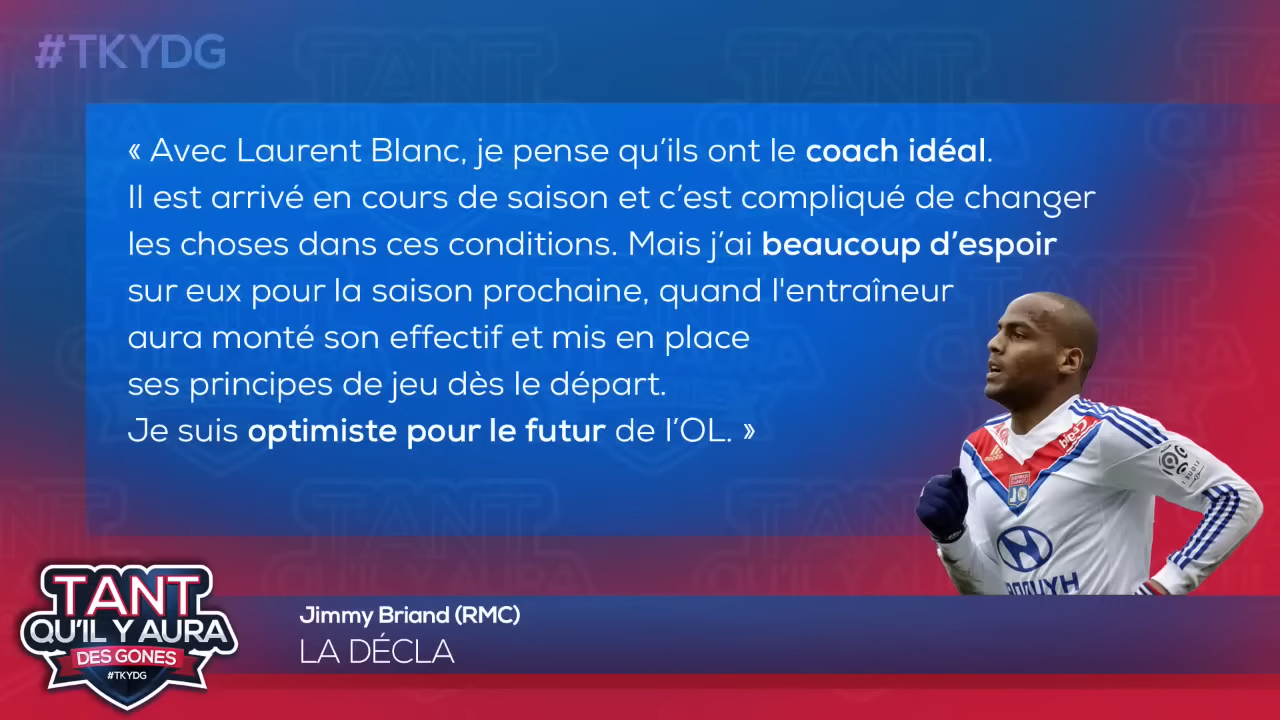 #TKYDG
« Avec Laurent Blanc, je pense qu’ils ont le coach idéal.
Il est arrivé en cours de saison et c’est compliqué de changer
les choses dans ces conditions. Mais j’ai beaucoup d’espoir
sur eux pour la saison prochaine, quand l'entraîneur
aura monté son effectif et mis en place
ses principes de jeu dès le départ.
Je suis optimiste pour le futur de l’OL. »
Jimmy Briand (RMC)
LA DÉCLA
TANT
QU’IL Y AURA
DES GONES
#TKYDG